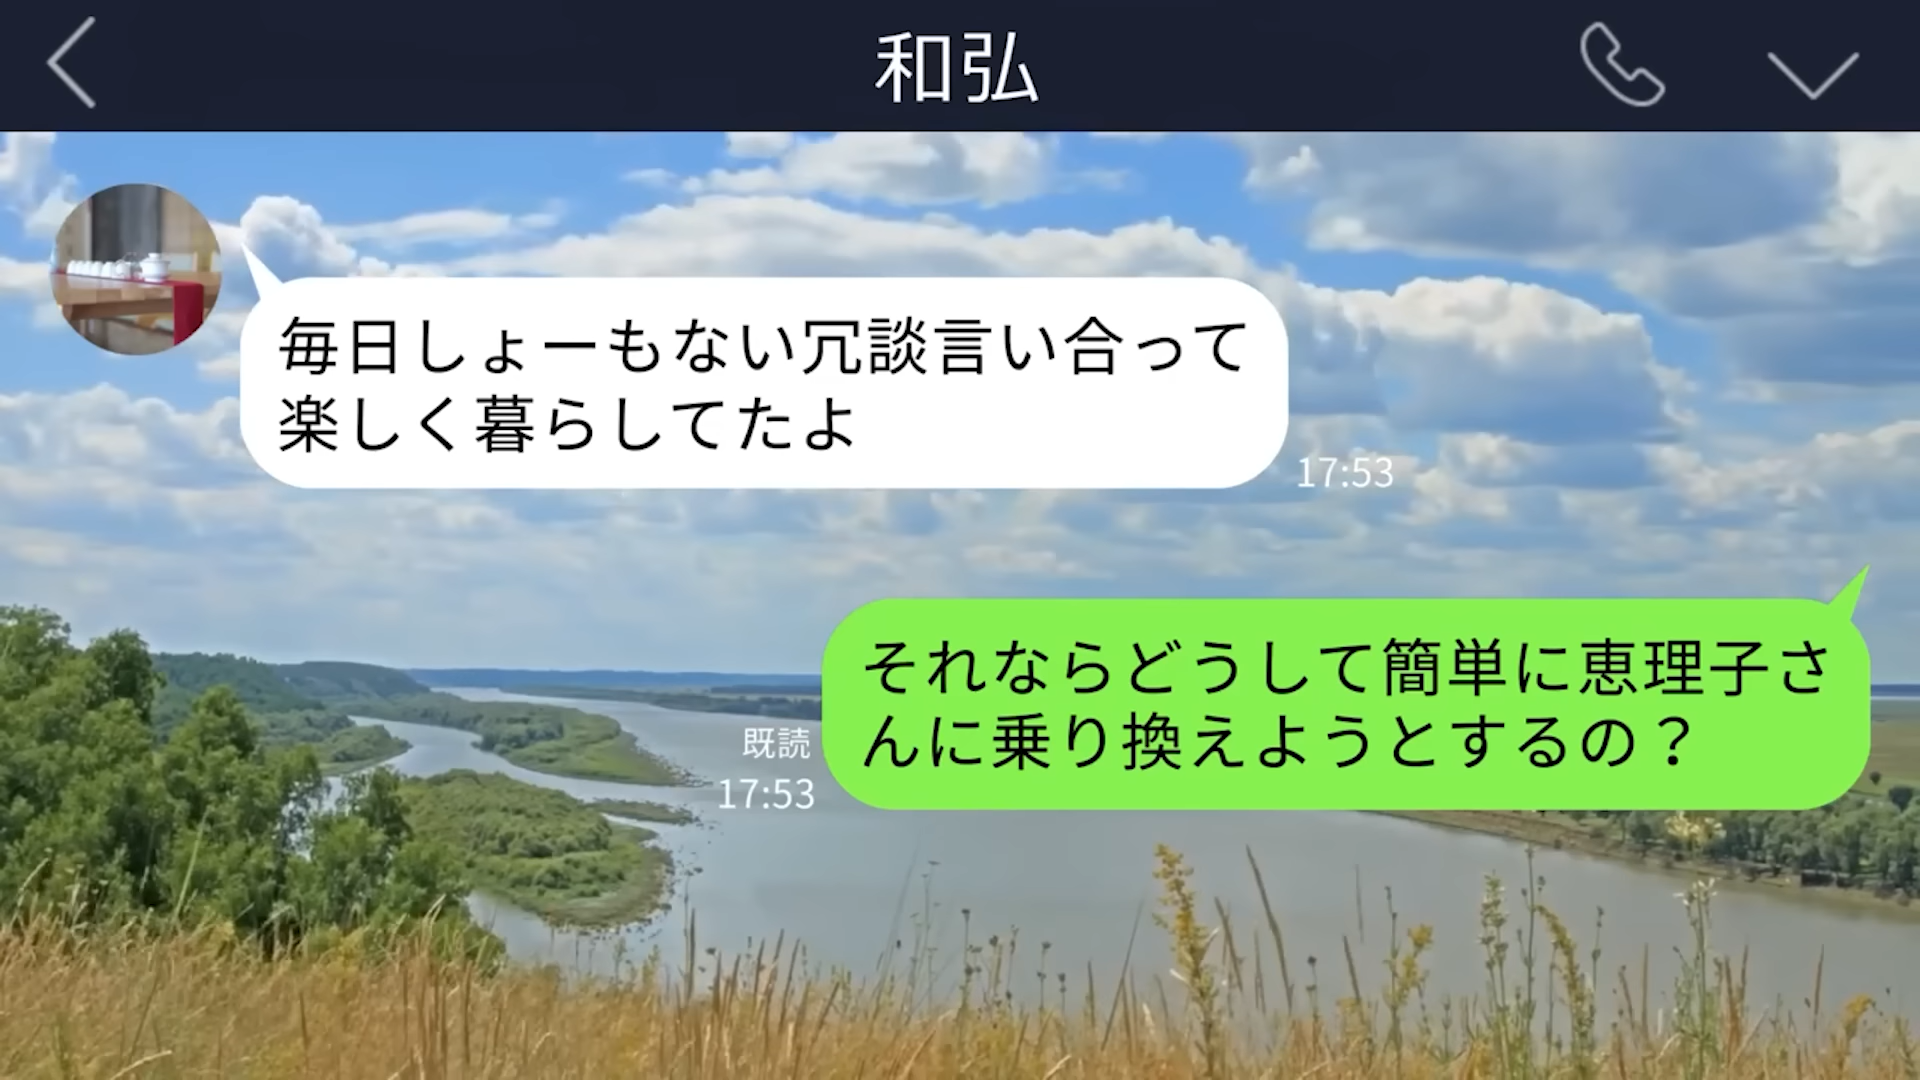 和弘
毎日しょーもない冗談言い合って
楽しく暮らしてたよ
17:53
それならどうして簡単に恵理子さ
んに乗り換えようとするの？
既読
17:53